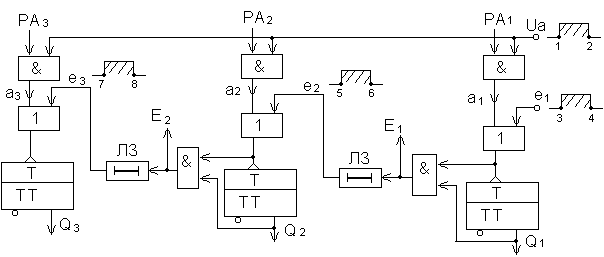 PA3 PA2 PA1 Ua
1 2
& & &
a3 e3 7 8 a2 e2 5 6 a1 e1
3 4
1 E2 1 E1 1
ЛЗ & ЛЗ &
T T T
TT TT TT
Q3 Q2 Q1